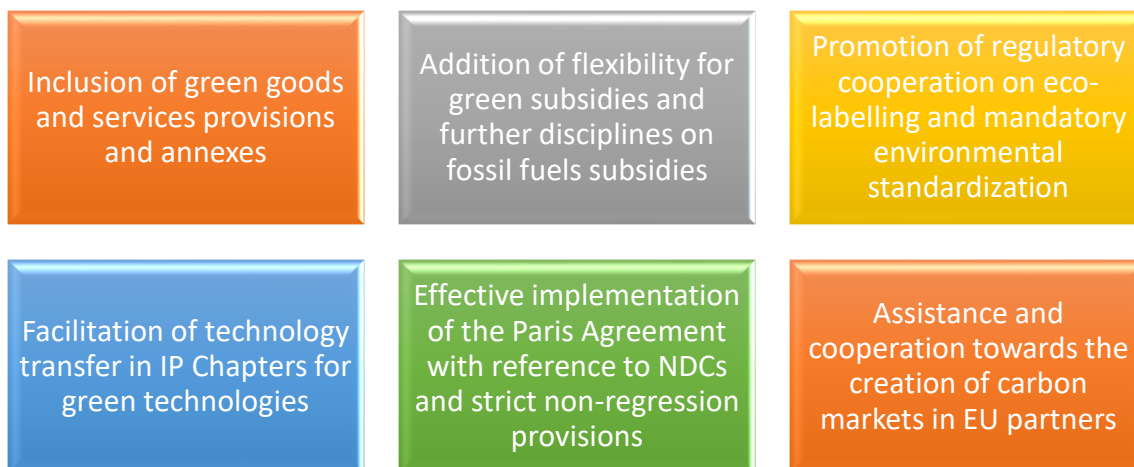 Inclusion of green goods
and services provisions
and annexes
Addition of flexibility for
green subsidies and
further disciplines on
fossil fuels subsidies
Promotion of regulatory
cooperation on eco-
labelling and mandatory
environmental
standardization
Facilitation of technology
transfer in IP Chapters for
green technologies
Effective implementation
of the Paris Agreement
with reference to NDCs
and strict non-regression
provisions
Assistance and
cooperation towards the
creation of carbon
markets in EU partners